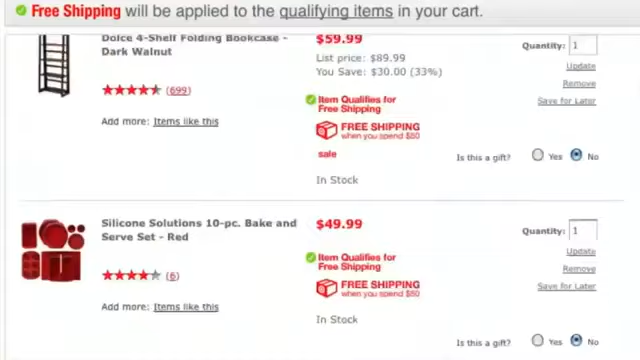 Free Shipping will be applied to the qualifying items in your cart.
Dolce 4-Shelf Folding Bookcase -
Dark Walnut
(699)
Add more: Items like this
$59.99
List price: $89.99
You Save: $30.00 (33%)
Item Qualifies for
Free Shipping
FREE SHIPPING
when you spend $50
sale
In Stock
Quantity: 1
Update
Remove
Save for Later
Is this a gift? Yes No
Silicone Solutions 10-pc. Bake and
Serve Set - Red
(6)
Add more: Items like this
$49.99
Item Qualifies for
Free Shipping
FREE SHIPPING
when you spend $50
In Stock
Quantity: 1
Update
Remove
Save for Later
Is this a gift? Yes No